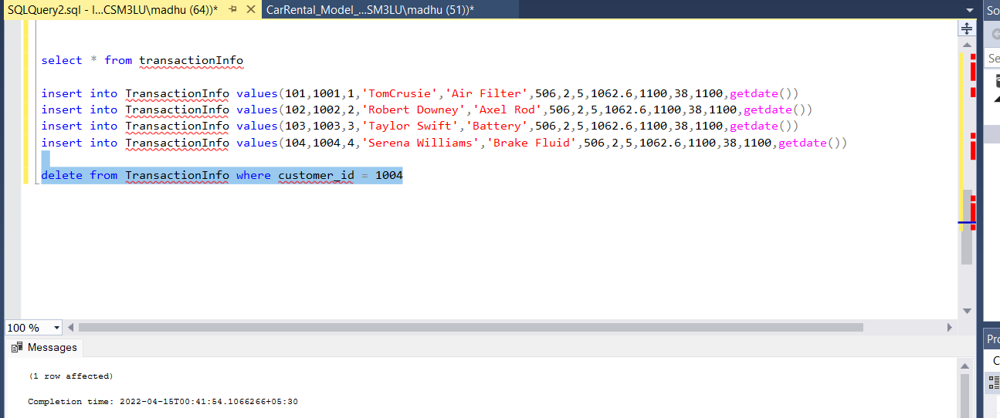 SQLQuery2.sql - I...CSM3LU\madhu (64))*
CarRental_Model_...SM3LU\madhu (51))*
So
Se
select * from transactionInfo
insert into TransactionInfo values(101,1001,1,'TomCrusie','Air Filter',506,2,5,1062.6,1100,38,1100,getdate())
insert into TransactionInfo values(102,1002,2,'Robert Downey','Axel Rod',506,2,5,1062.6,1100,38,1100,getdate())
insert into TransactionInfo values(103,1003,3,'Taylor Swift','Battery',506,2,5,1062.6,1100,38,1100,getdate())
insert into TransactionInfo values(104,1004,4,'Serena Williams','Brake Fluid',506,2,5,1062.6,1100,38,1100,getdate())
delete from TransactionInfo where customer_id = 1004
100 %
Pro
C
Messages
(1 row affected)
Completion time: 2022-04-15T00:41:54.1066266+05:30